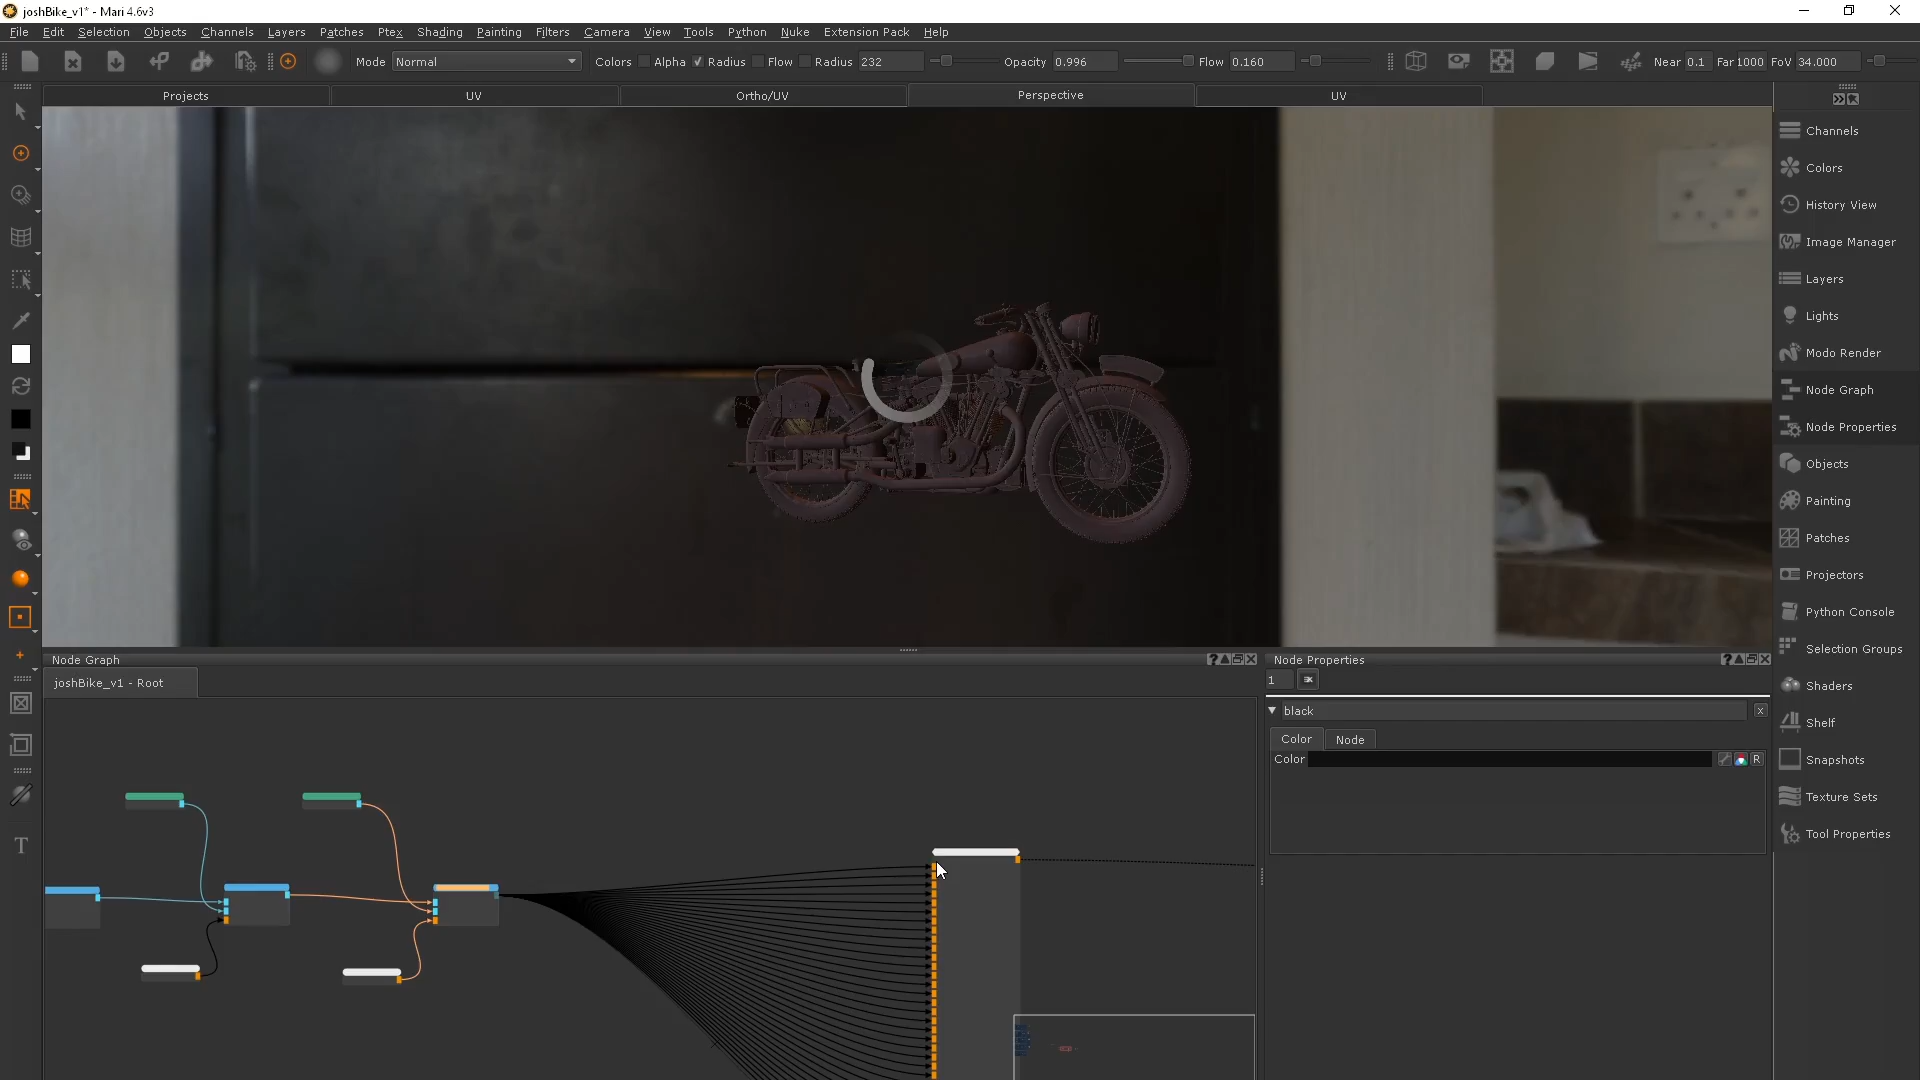 joshBike_v1* - Mari 4.6v3
File Edit Selection Objects Channels Layers Patches Ptex Shading Painting Filters Camera View Tools Python Nuke Extension Pack Help
Mode Normal Colors Alpha Radius Flow Radius 232 Opacity 0.996 Flow 0.160 Near 0.1 Far 1000 FoV 34.000
Projects UV Ortho/UV Perspective UV
Channels
Colors
History View
Image Manager
Layers
Lights
Modo Render
Node Graph
Node Properties
Objects
Painting
Patches
Projectors
Python Console
Selection Groups
Shaders
Shelf
Snapshots
Texture Sets
Tool Properties
T
Node Graph
joshBike_v1 - Root
Node Properties
1
black x
Color Node
Color R